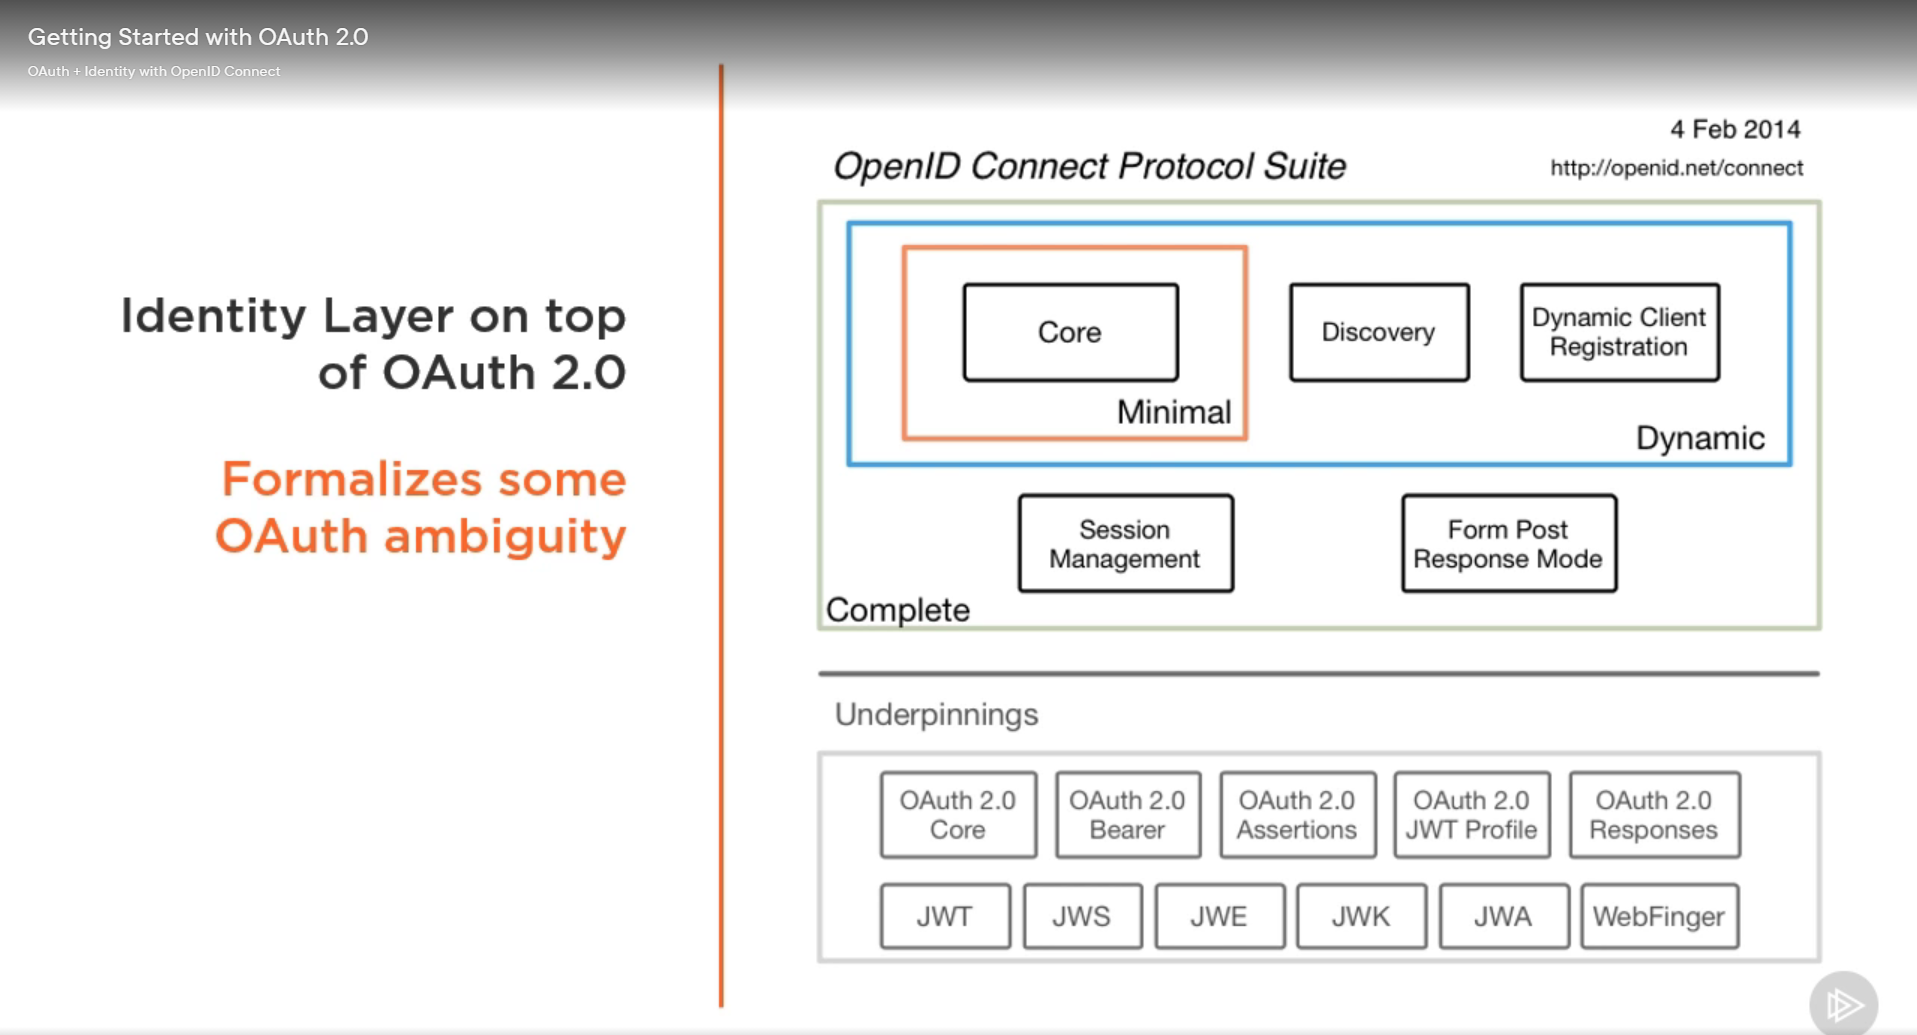 Getting Started with OAuth 2.0
OAuth + Identity with OpenID Connect
Identity Layer on top
of OAuth 2.0
Formalizes some
OAuth ambiguity
4 Feb 2014
OpenID Connect Protocol Suite
http://openid.net/connect
Core
Minimal
Discovery
Dynamic Client
Registration
Dynamic
Session
Management
Form Post
Response Mode
Complete
Underpinnings
OAuth 2.0
Core
OAuth 2.0
Bearer
OAuth 2.0
Assertions
OAuth 2.0
JWT Profile
OAuth 2.0
Responses
JWT
JWS
JWE
JWK
JWA
WebFinger